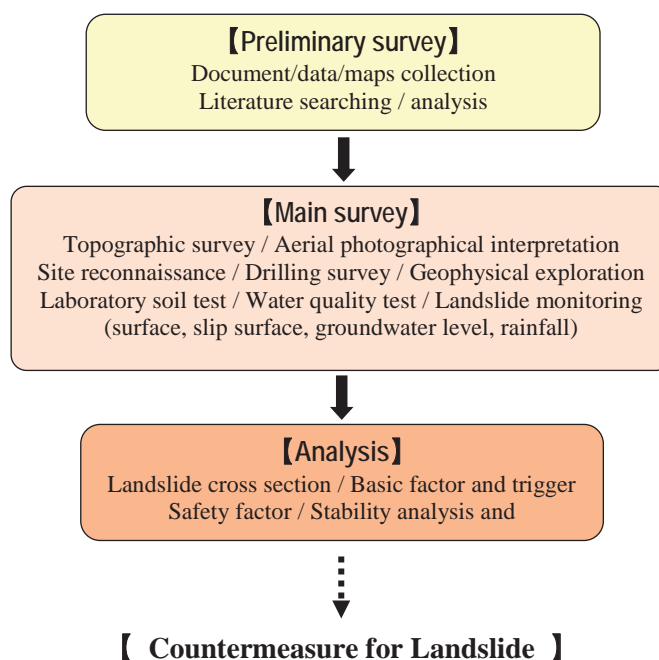 【Preliminary survey】
Document/data/maps collection
Literature searching / analysis
【Main survey】
Topographic survey / Aerial photographical interpretation
Site reconnaissance / Drilling survey / Geophysical exploration
Laboratory soil test / Water quality test / Landslide monitoring
(surface, slip surface, groundwater level, rainfall)
【Analysis】
Landslide cross section / Basic factor and trigger
Safety factor / Stability analysis and
【 Countermeasure for Landslide 】